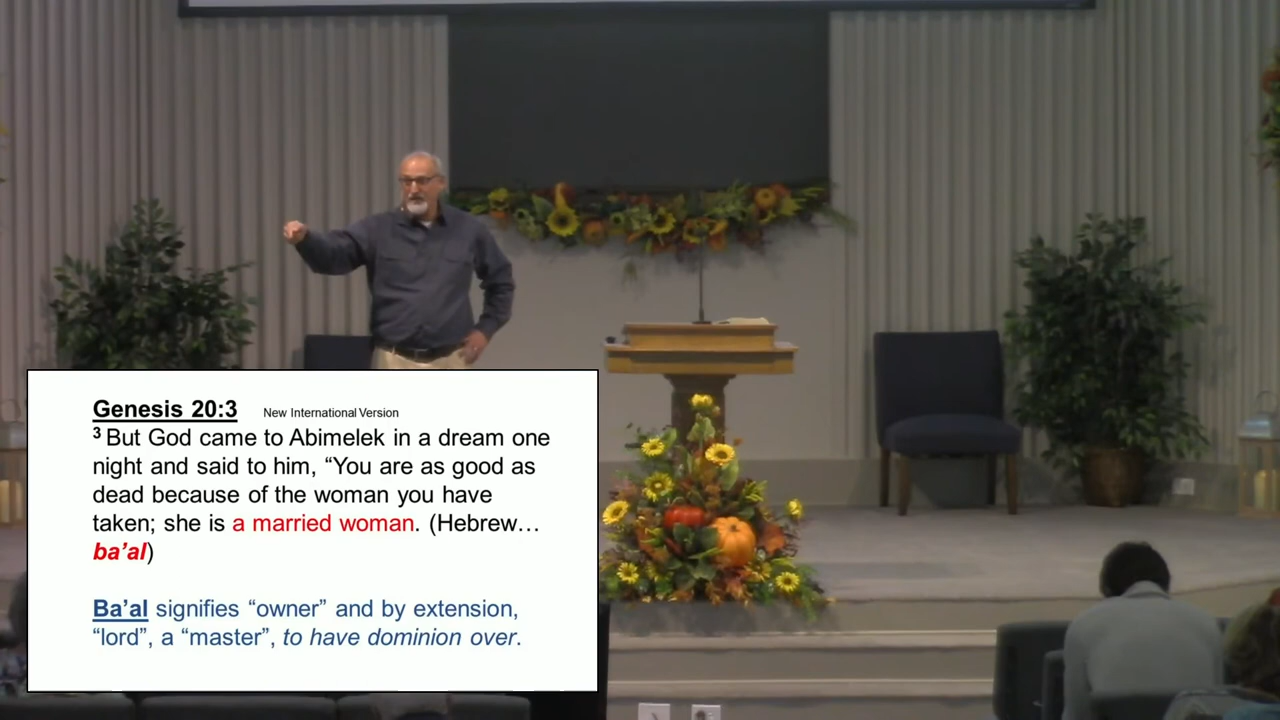 Genesis 20:3 New International Version
3 But God came to Abimelek in a dream one
night and said to him, “You are as good as
dead because of the woman you have
taken; she is a married woman. (Hebrew…
ba’al)
Ba’al signifies “owner” and by extension,
“lord”, a “master”, to have dominion over.